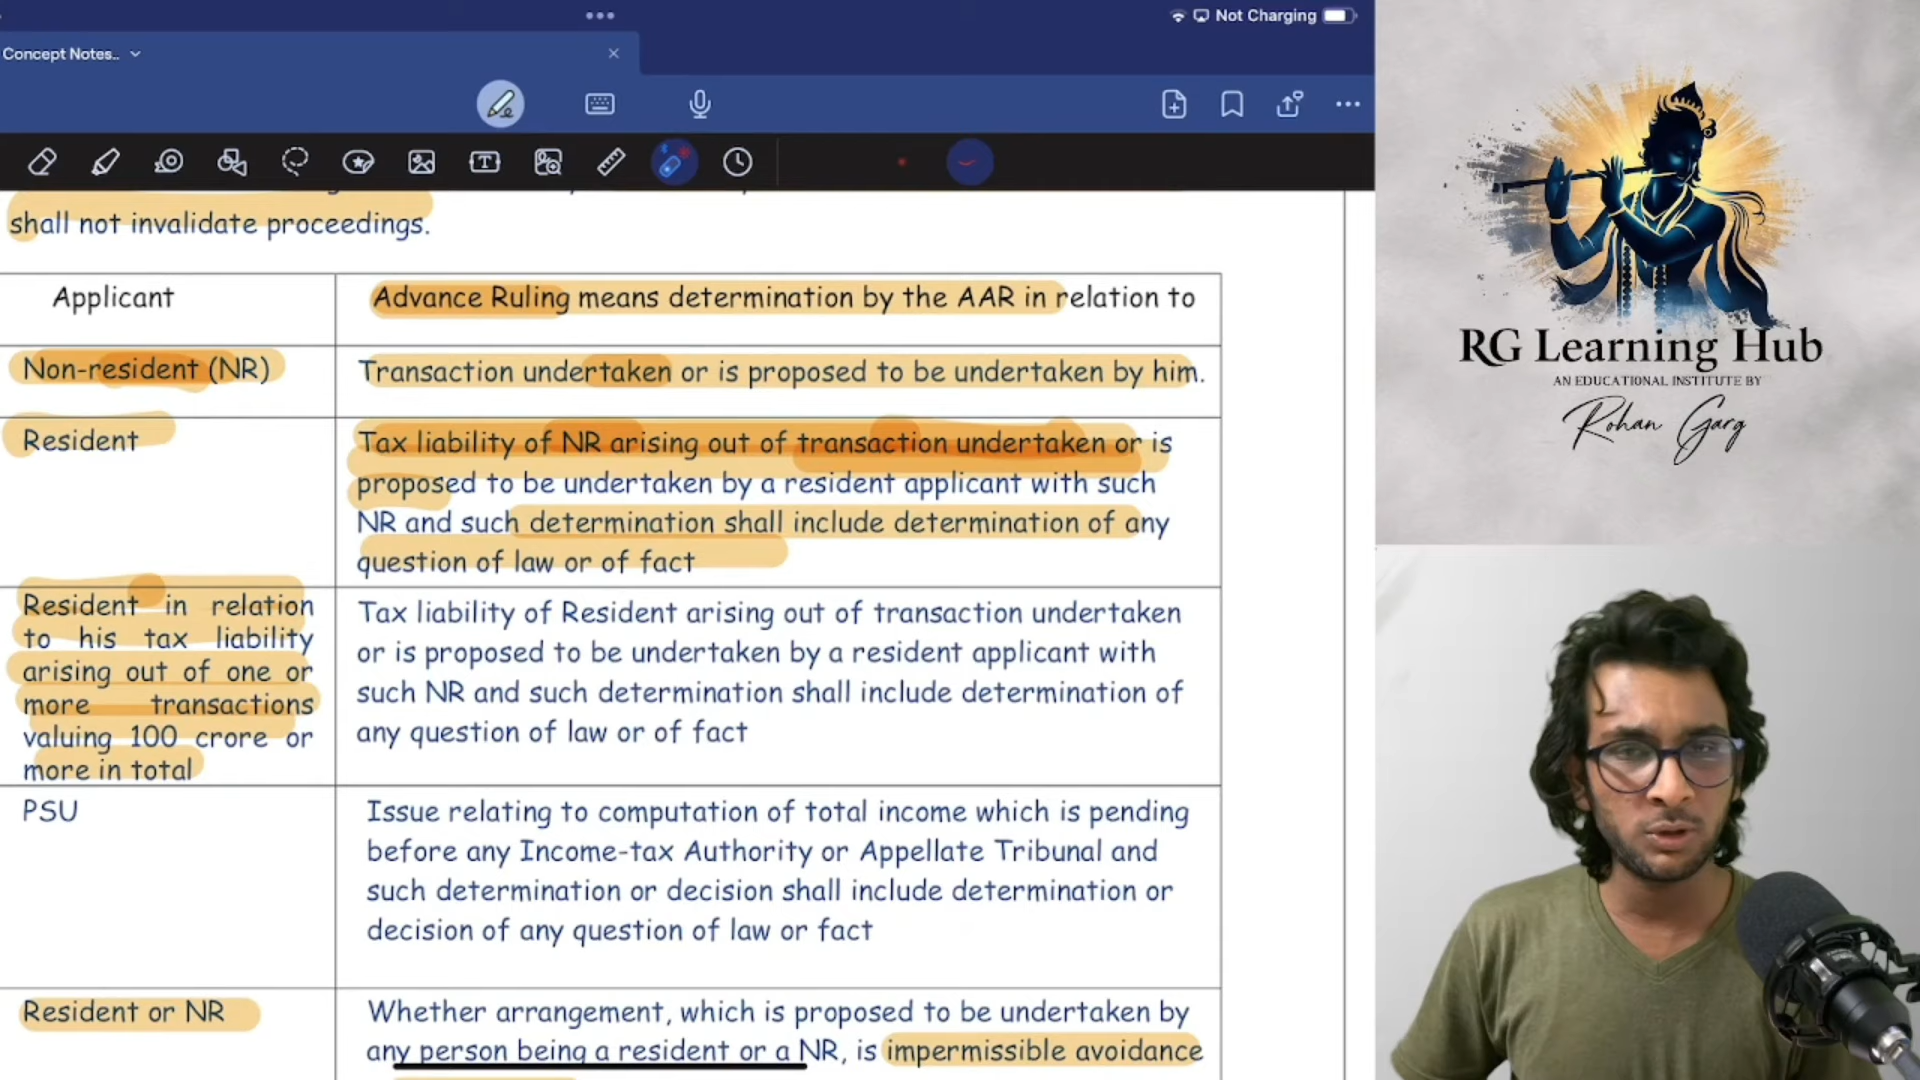 Not Charging
Concept Notes..
shall not invalidate proceedings.
Applicant
Advance Ruling means determination by the AAR in relation to
Non-resident (NR)
Transaction undertaken or is proposed to be undertaken by him.
Resident
Tax liability of NR arising out of transaction undertaken or is
proposed to be undertaken by a resident applicant with such
NR and such determination shall include determination of any
question of law or of fact
Resident in relation
to his tax liability
arising out of one or
more transactions
valuing 100 crore or
more in total
Tax liability of Resident arising out of transaction undertaken
or is proposed to be undertaken by a resident applicant with
such NR and such determination shall include determination of
any question of law or of fact
PSU
Issue relating to computation of total income which is pending
before any Income-tax Authority or Appellate Tribunal and
such determination or decision shall include determination or
decision of any question of law or fact
Resident or NR
Whether arrangement, which is proposed to be undertaken by
any person being a resident or a NR, is impermissible avoidance
RG Learning Hub
AN EDUCATIONAL INSTITUTE BY
Rohan Garg